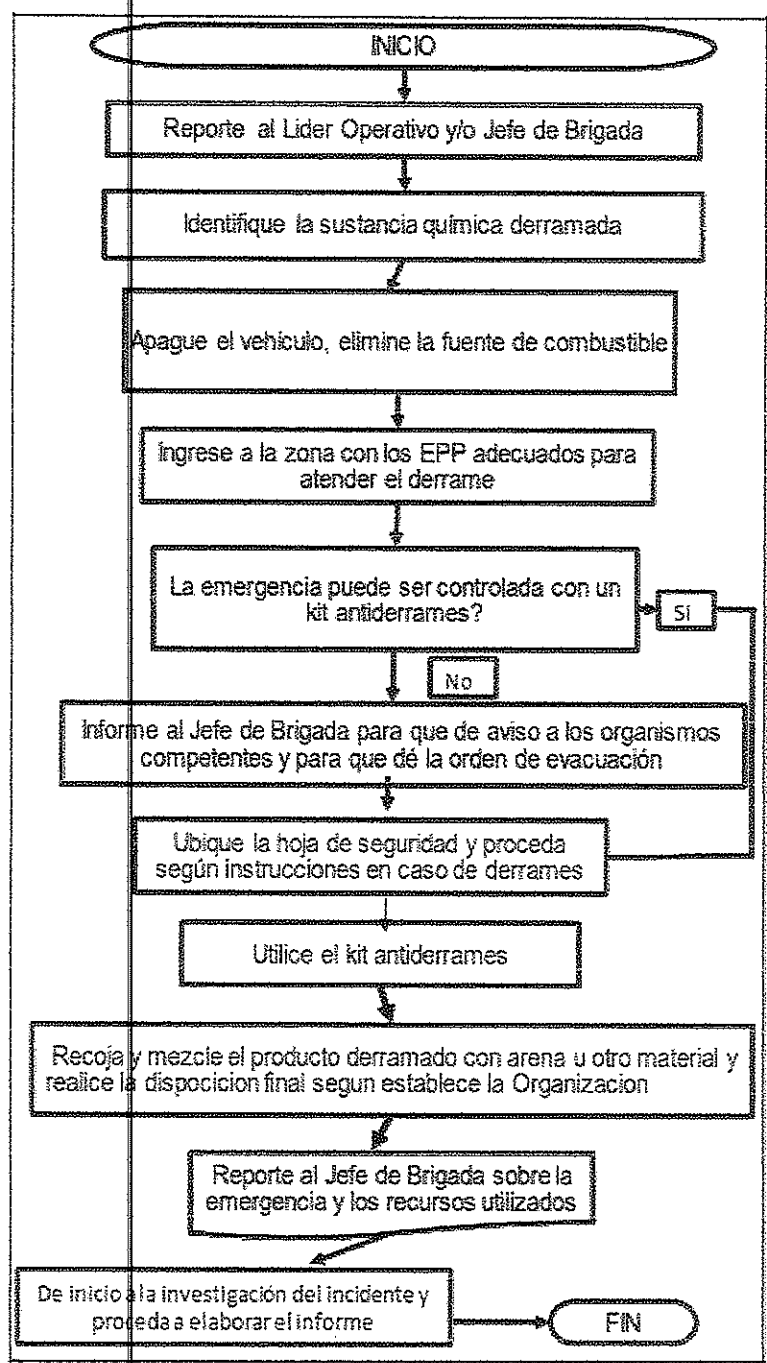 INICIO
Reporte al Lider Operativo y/o Jefe de Brigada
Identifique la sustancia química derramada
Apague el vehículo, elimine la fuente de combustible
Ingrese a la zona con los EPP adecuados para
atender el derrame
La emergencia puede ser controlada con un
kit antiderrames?
Si
No
Informe al Jefe de Brigada para que de aviso a los organismos
competentes y para que dé la orden de evacuación
Ubique la hoja de seguridad y proceda
según instrucciones en caso de derrames
Utilice el kit antiderrames
Recoja y mezcle el producto derramado con arena u otro material y
realice la disposicion final segun establece la Organizacion
Reporte al Jefe de Brigada sobre la
emergencia y los recursos utilizados
De inicio a la investigación del incidente y
proceda a elaborar el informe
FIN